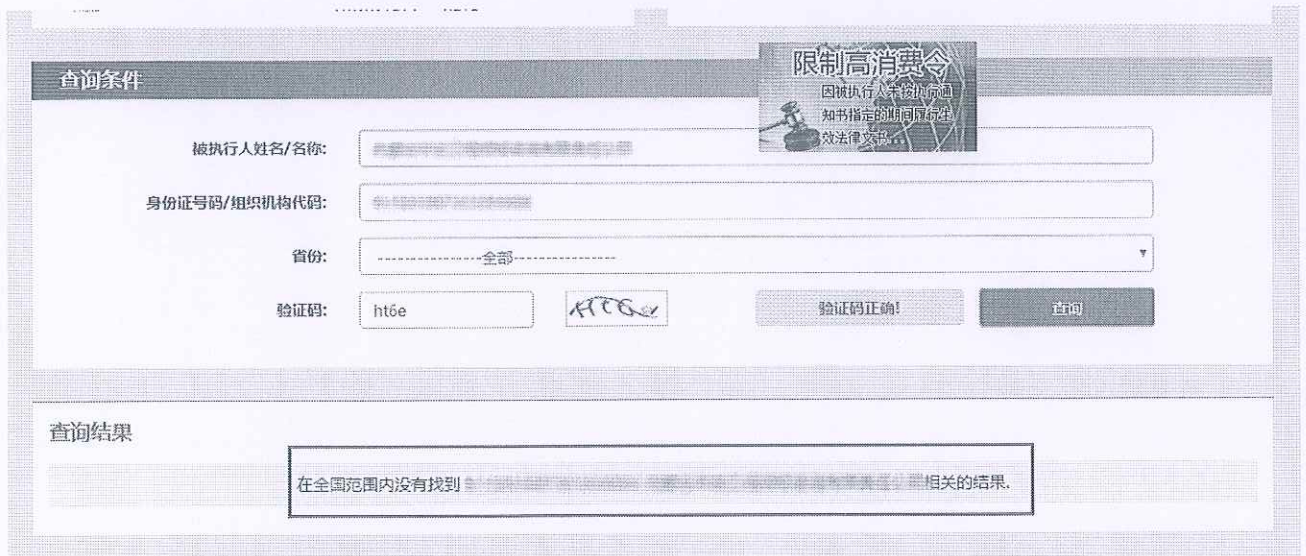 查询条件
限制高消费令
因被执行人未按执行通
知书指定的期间履行生
效法律文书...
被执行人姓名/名称:
身份证号码/组织机构代码:
省份:
-----------------全部----------------
验证码:
ht6e
验证码正确!
查询
查询结果
在全国范围内没有找到
相关的结果.